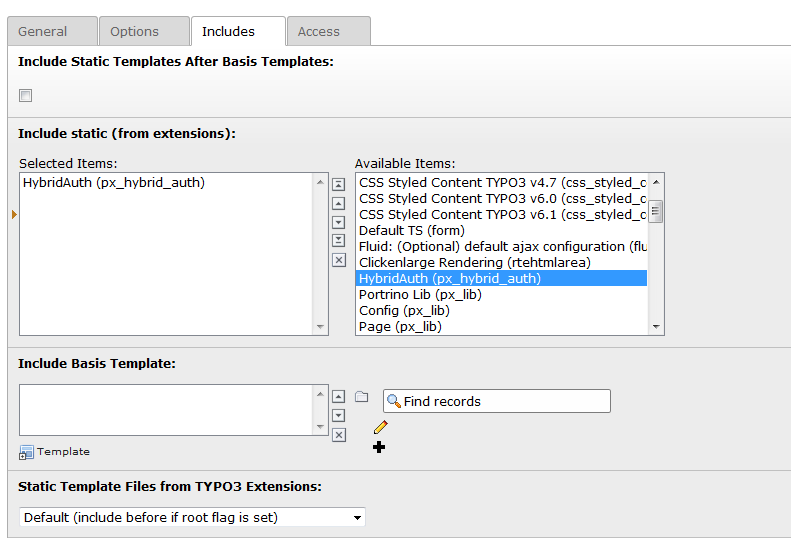 General Options Includes Access
Include Static Templates After Basis Templates:
Include static (from extensions):
Selected Items:
HybridAuth (px_hybrid_auth)
Available Items:
CSS Styled Content TYPO3 v4.7 (css_styled_c
CSS Styled Content TYPO3 v6.0 (css_styled_c
CSS Styled Content TYPO3 v6.1 (css_styled_c
Default TS (form)
Fluid: (Optional) default ajax configuration (flu
Clickenlarge Rendering (rtehtmlarea)
HybridAuth (px_hybrid_auth)
Portrino Lib (px_lib)
Config (px_lib)
Page (px_lib)
Include Basis Template:
Find records
Template
Static Template Files from TYPO3 Extensions:
Default (include before if root flag is set)